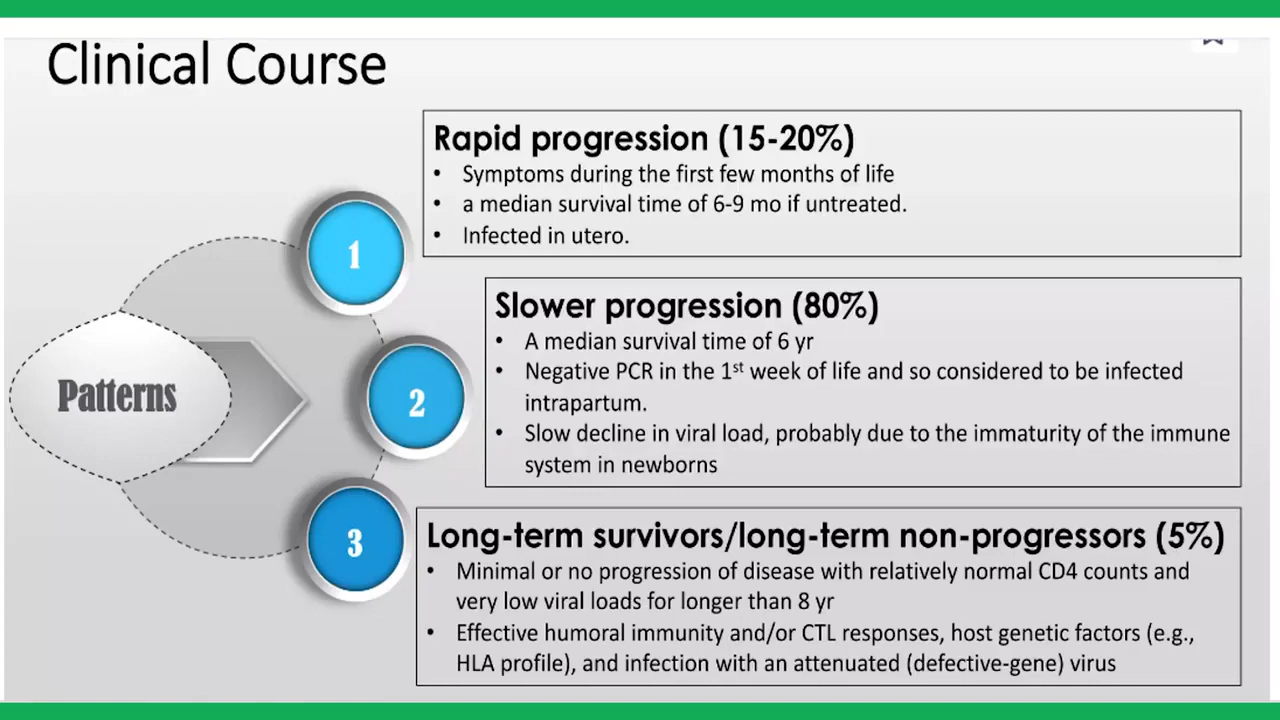 Clinical Course
Rapid progression (15-20%)
• Symptoms during the first few months of life
• a median survival time of 6-9 mo if untreated.
• Infected in utero.
1
Slower progression (80%)
• A median survival time of 6 yr
• Negative PCR in the 1st week of life and so considered to be infected
intrapartum.
• Slow decline in viral load, probably due to the immaturity of the immune
system in newborns
Patterns
2
3
Long-term survivors/long-term non-progressors (5%)
• Minimal or no progression of disease with relatively normal CD4 counts and
very low viral loads for longer than 8 yr
• Effective humoral immunity and/or CTL responses, host genetic factors (e.g.,
HLA profile), and infection with an attenuated (defective-gene) virus